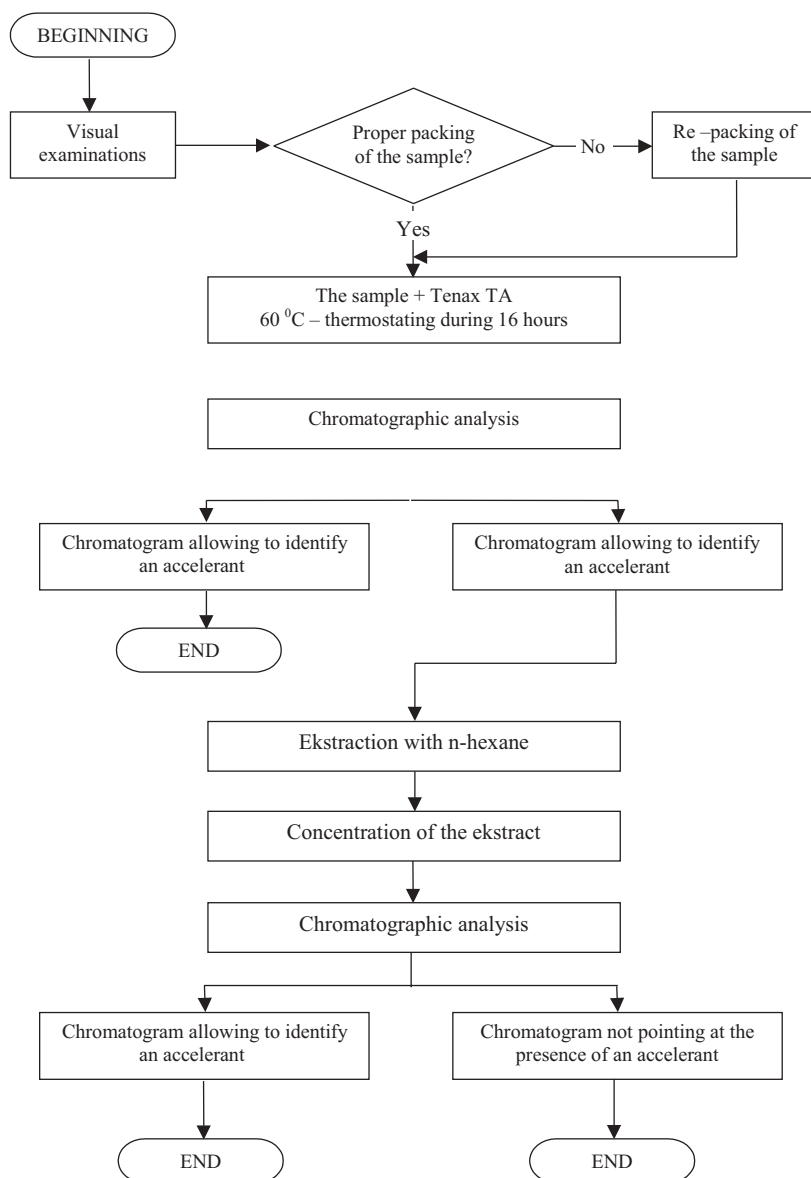 BEGINNING
Visual
examinations
Proper packing
of the sample?
No
Re –packing of
the sample
Yes
The sample + Tenax TA
60 ⁰C – thermostating during 16 hours
Chromatographic analysis
Chromatogram allowing to identify
an accelerant
Chromatogram allowing to identify
an accelerant
END
Ekstraction with n-hexane
Concentration of the ekstract
Chromatographic analysis
Chromatogram allowing to identify
an accelerant
Chromatogram not pointing at the
presence of an accelerant
END
END